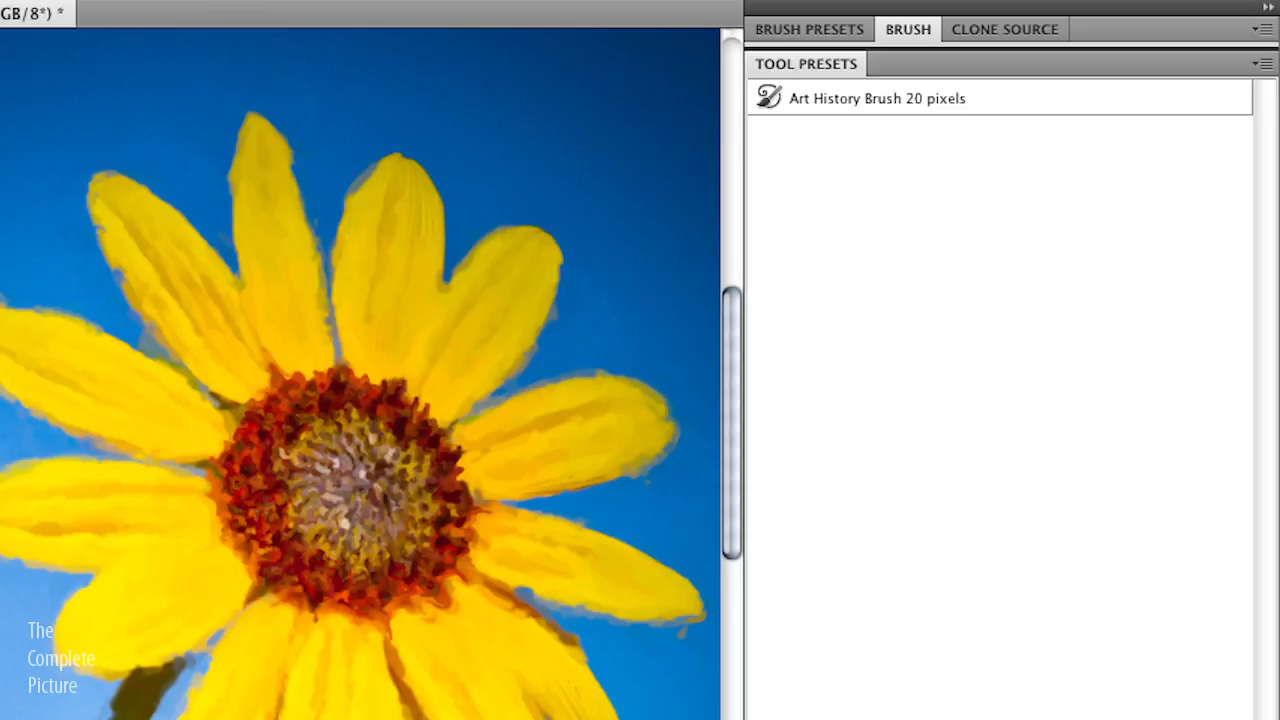 GB/8*) *
BRUSH PRESETS
BRUSH
CLONE SOURCE
TOOL PRESETS
Art History Brush 20 pixels
The
Complete
Picture